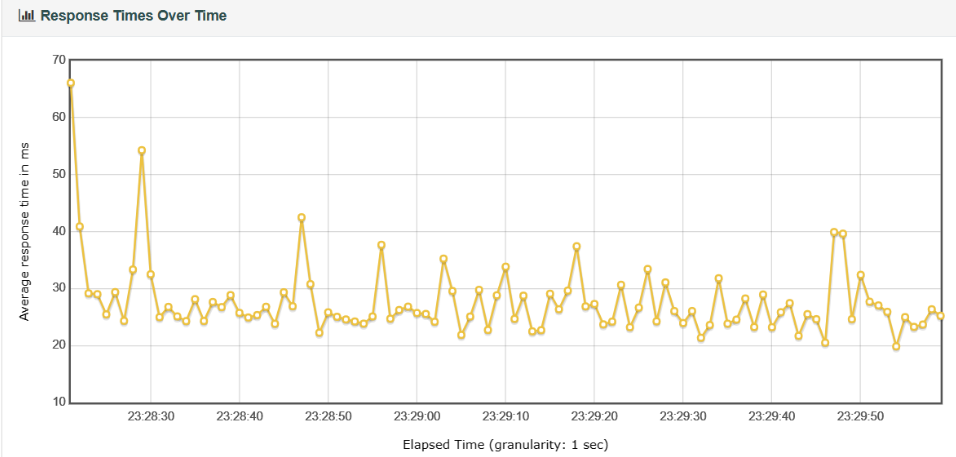 Response Times Over Time
70
60
50
40
30
20
10
Average response time in ms
23:28:30 23:28:40 23:28:50 23:29:00 23:29:10 23:29:20 23:29:30 23:29:40 23:29:50
Elapsed Time (granularity: 1 sec)